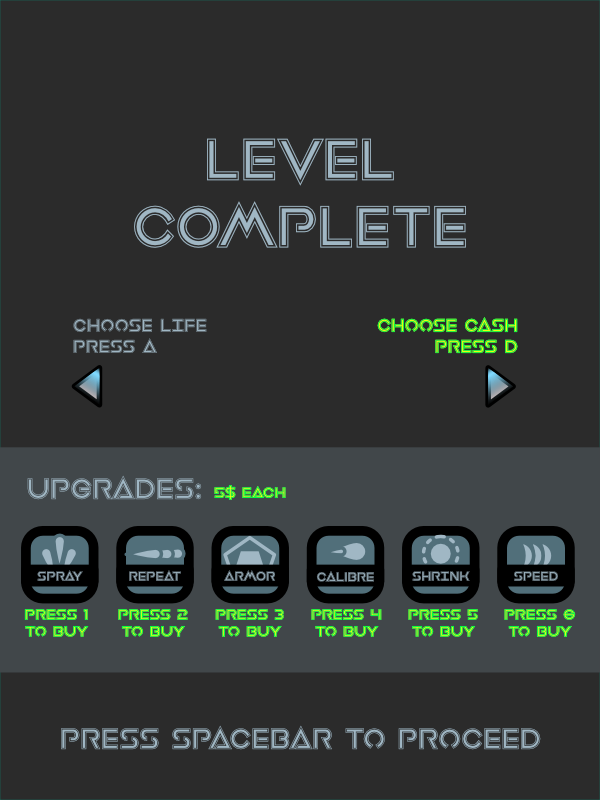 LEVEL
COMPLETE
CHOOSE LIFE
PRESS A
CHOOSE CASH
PRESS D
UPGRADES: 5$ EACH
SPRAY REPEAT ARMOR CALIBRE SHRINK SPEED
PRESS 1 PRESS 2 PRESS 3 PRESS 4 PRESS 5 PRESS 6
TO BUY TO BUY TO BUY TO BUY TO BUY TO BUY
PRESS SPACEBAR TO PROCEED